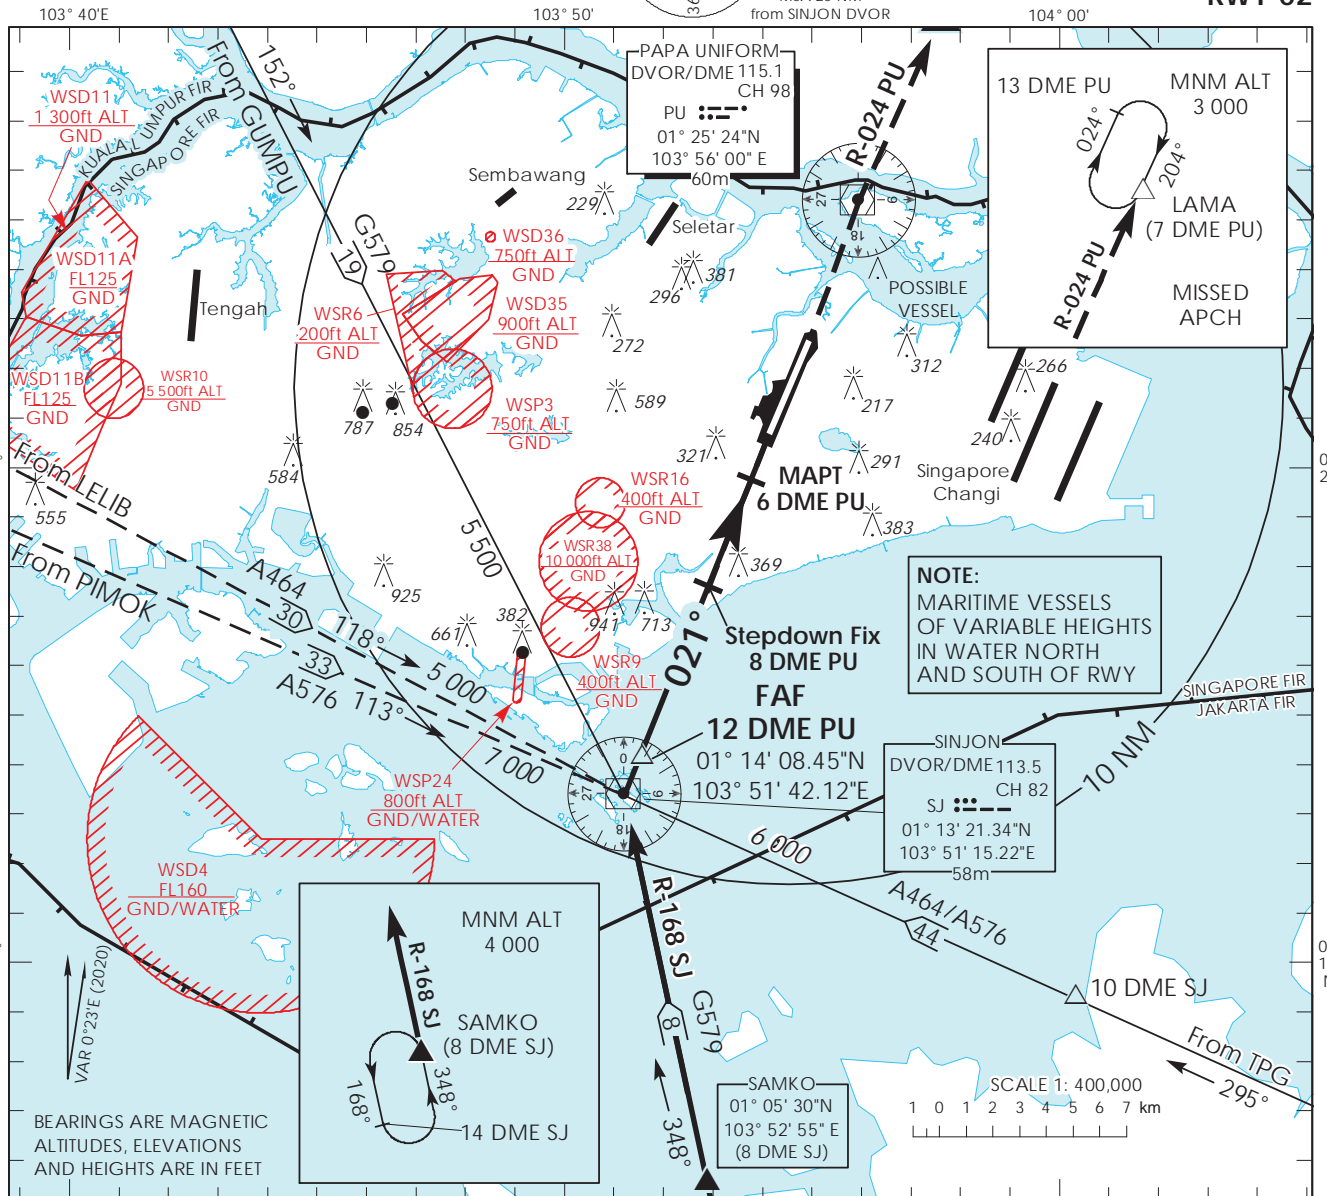 103° 40'E
103° 50'
from SINJON DVOR
104° 00'
152°
From GUMPU
WSD11
1 300ft ALT
GND
KUALA LUMPUR FIR
SINGAPORE FIR
PAPA UNIFORM
DVOR/DME 115.1
CH 98
PU
01° 25' 24"N
103° 56' 00" E
60m
R-024 PU
13 DME PU
MNM ALT
3 000
024°
204°
LAMA
(7 DME PU)
R-024 PU
MISSED
APCH
Sembawang
229
Seletar
G579
19
WSD36
750ft ALT
GND
WSD11A
FL125
GND
Tengah
WSR6
200ft ALT
GND
WSD35
900ft ALT
GND
296
381
272
27
9
18
POSSIBLE
VESSEL
312
WSD11B
FL125
GND
WSR10
5 500ft ALT
GND
787
854
WSP3
750ft ALT
GND
589
217
266
240
321
291
584
From LELIB
555
MAPT
6 DME PU
Singapore
Changi
WSR16
400ft ALT
GND
383
5 500
WSR38
10 000ft ALT
GND
369
From PIMOK
A464
30
118°
5 000
925
661
382
941
713
021°
Stepdown Fix
8 DME PU
NOTE:
MARITIME VESSELS
OF VARIABLE HEIGHTS
IN WATER NORTH
AND SOUTH OF RWY
33
A576
113°
7 000
WSR9
400ft ALT
GND
FAF
12 DME PU
01° 14' 08.45"N
103° 51' 42.12"E
SINGAPORE FIR
JAKARTA FIR
10 NM
WSP24
800ft ALT
GND/WATER
0
27
9
18
SINJON
DVOR/DME 113.5
CH 82
SJ
01° 13' 21.34"N
103° 51' 15.22"E
58m
6 000
WSD4
FL160
GND/WATER
A464/A576
44
MNM ALT
4 000
R-168 SJ
SAMKO
(8 DME SJ)
168°
348°
14 DME SJ
R-168 SJ
G579
8
348°
10 DME SJ
From TPG
295°
VAR 0°23'E (2020)
SAMKO
01° 05' 30"N
103° 52' 55" E
(8 DME SJ)
SCALE 1: 400,000
1 0 1 2 3 4 5 6 7 km
BEARINGS ARE MAGNETIC
ALTITUDES, ELEVATIONS
AND HEIGHTS ARE IN FEET